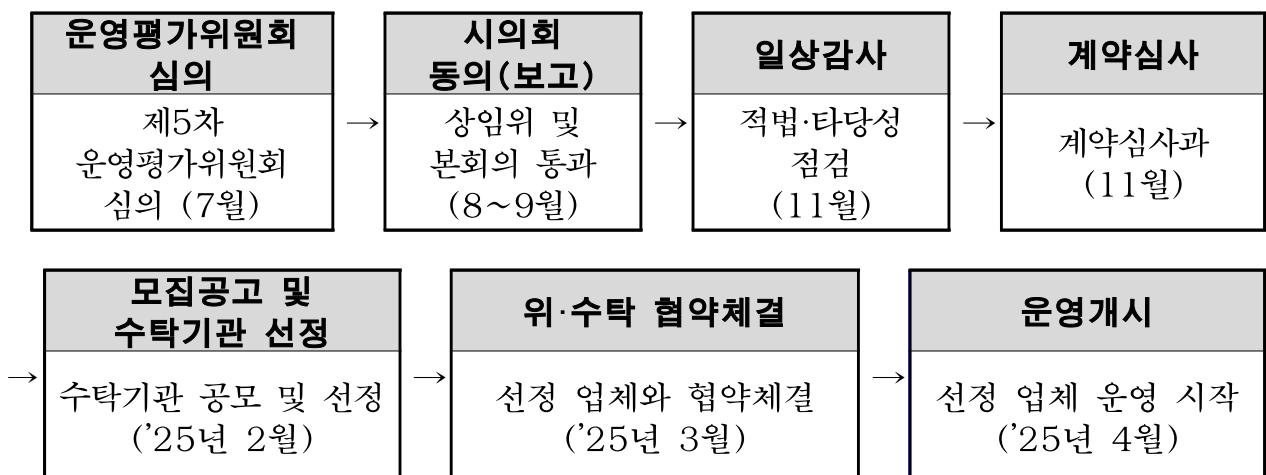 운영평가위원회
심의
제5차
운영평가위원회
심의 (7월)
→
시의회
동의(보고)
상임위 및
본회의 통과
(8~9월)
→
일상감사
적법·타당성
점검
(11월)
→
계약심사
계약심사과
(11월)
→
모집공고 및
수탁기관 선정
수탁기관 공모 및 선정
('25년 2월)
→
위·수탁 협약체결
선정 업체와 협약체결
('25년 3월)
→
운영개시
선정 업체 운영 시작
('25년 4월)